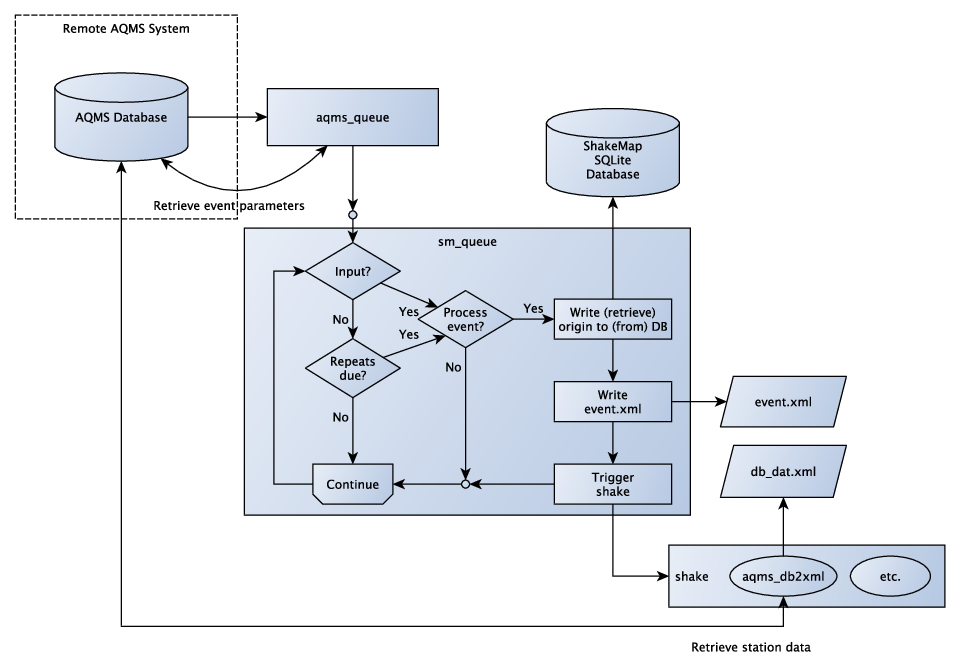 Remote AQMS System
AQMS Database
aqms_queue
Retrieve event parameters
ShakeMap
SQLite
Database
sm_queue
Input?
Yes
No
Process
event?
Yes
Write (retrieve)
origin to (from) DB
Yes
Repeats
due?
No
No
Write
event.xml
event.xml
Continue
Trigger
shake
db_dat.xml
shake
aqms_db2xml
etc.
Retrieve station data